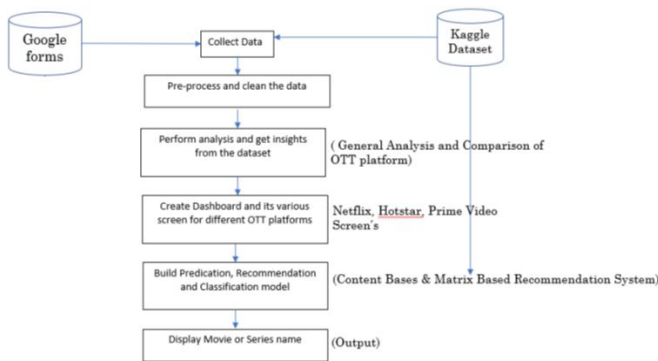 Google
forms
Collect Data
Kaggle
Dataset
Pre-process and clean the data
Perform analysis and get insights
from the dataset
( General Analysis and Comparison of
OTT platform)
Create Dashboard and its various
screen for different OTT platforms
Netflix, Hotstar, Prime Video
Screen's
Build Predication, Recommendation
and Classification model
(Content Bases & Matrix Based Recommendation System)
Display Movie or Series name
(Output)